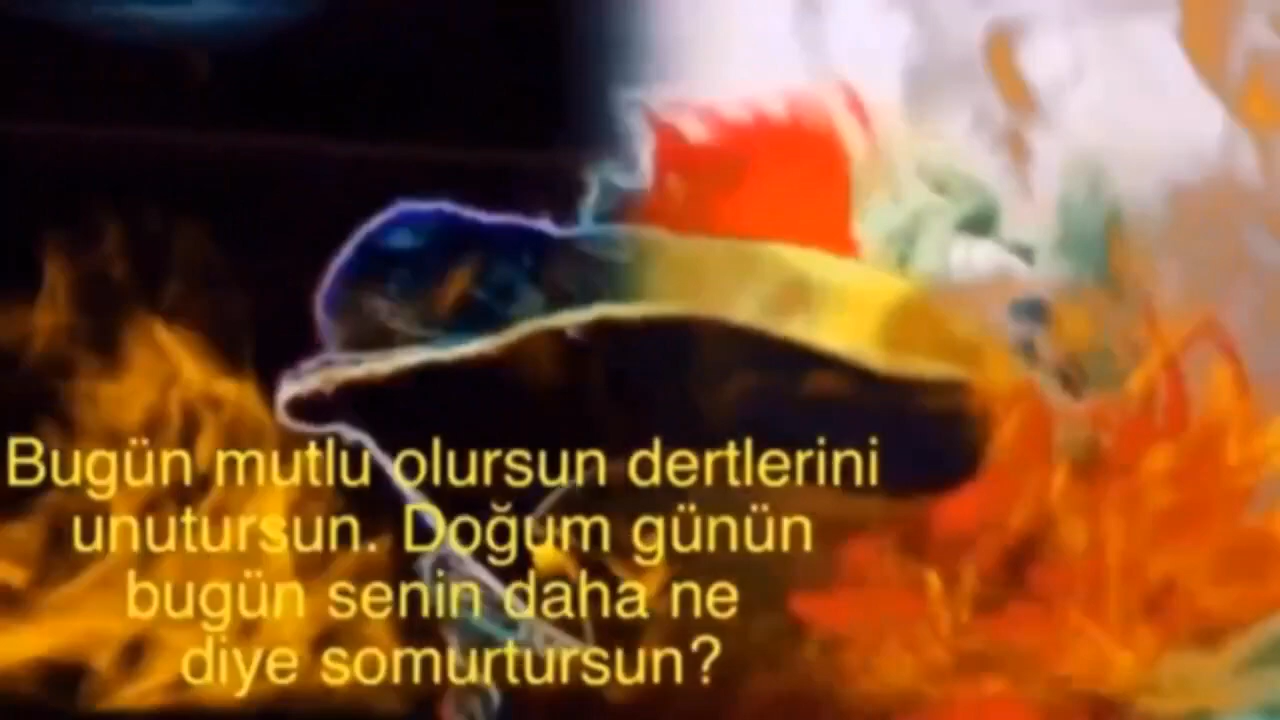 Bugün mutlu olursun dertlerini
unutursun. Doğum günün
bugün senin daha ne
diye somurtursun?